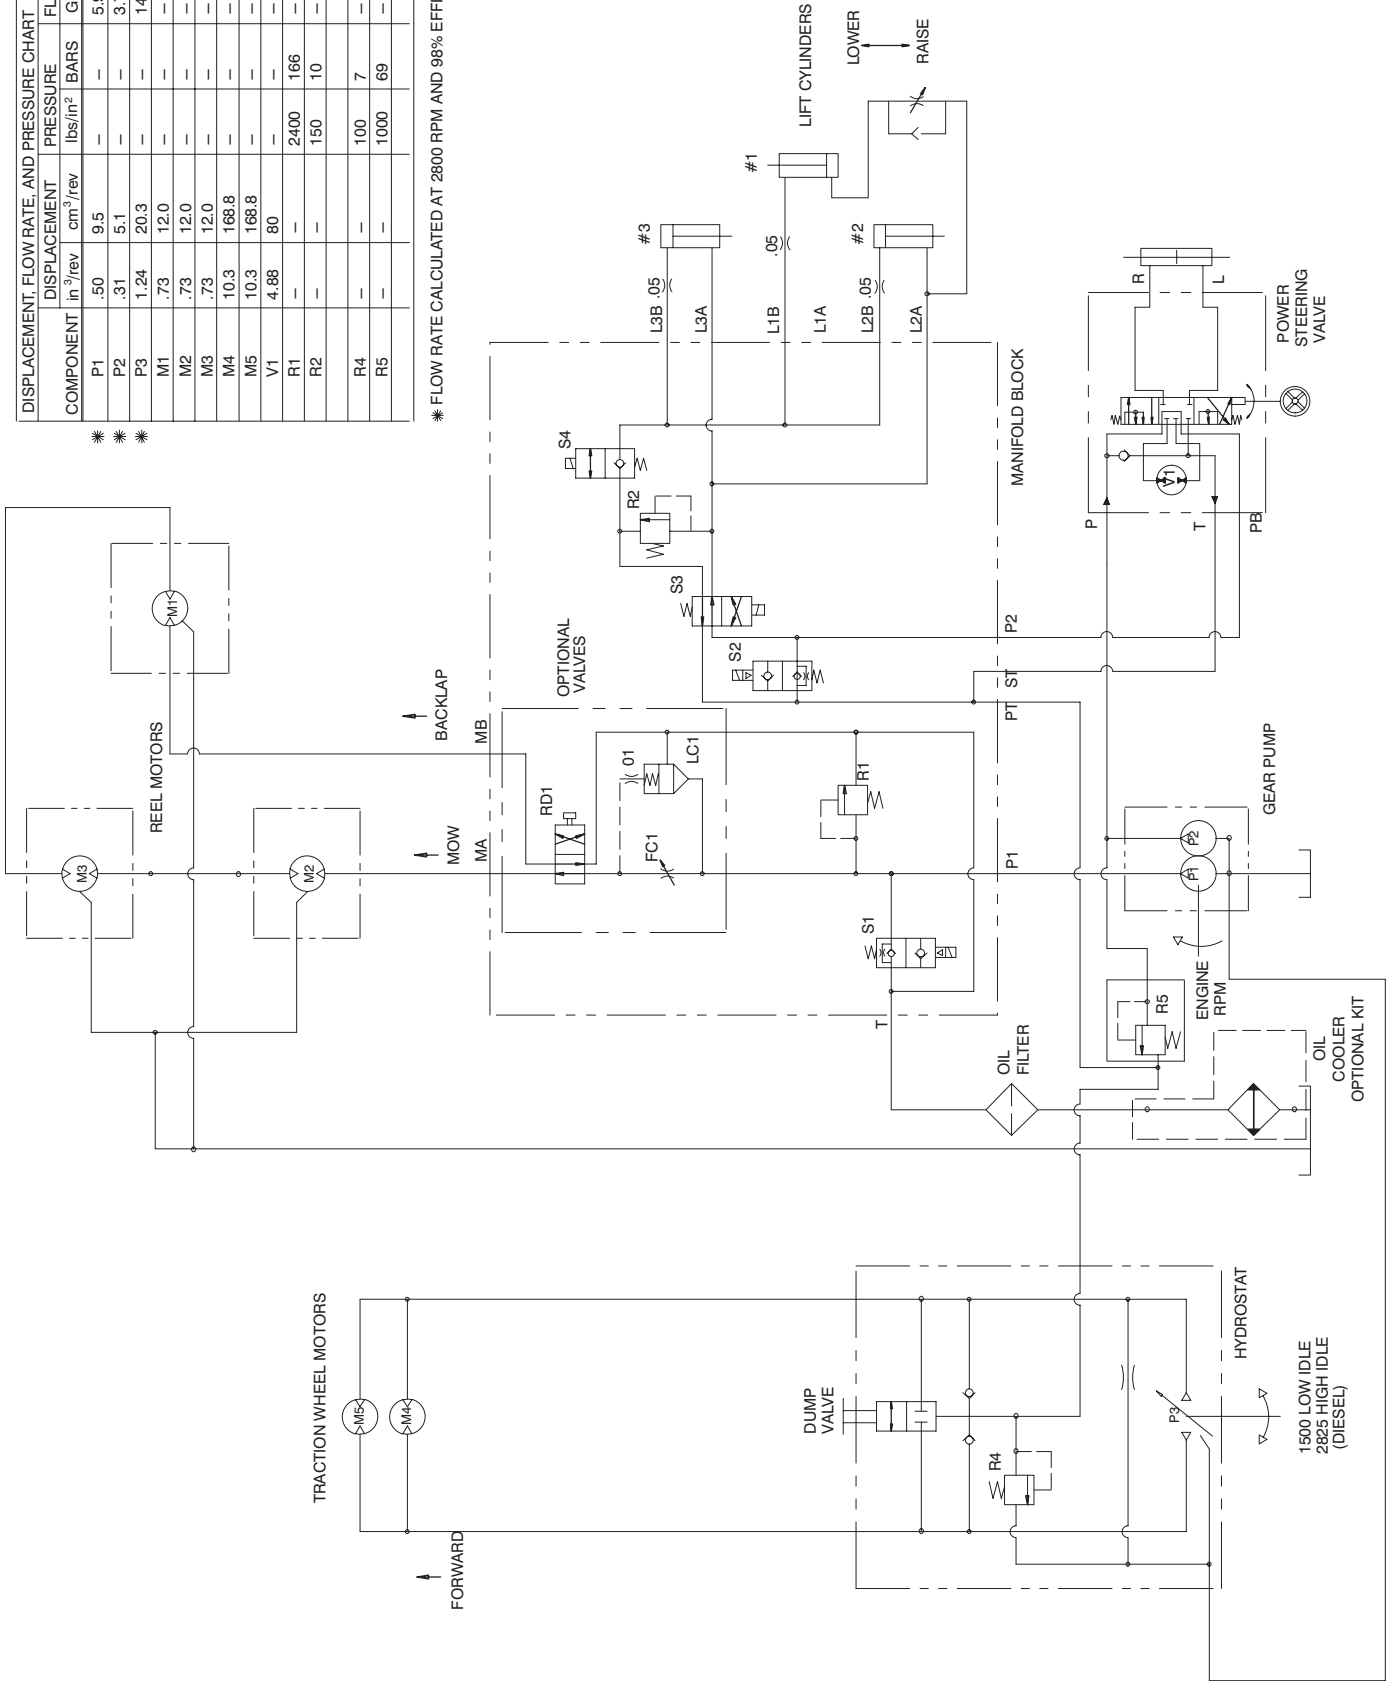 DISPLACEMENT, FLOW RATE, AND PRESSURE CHART
COMPONENT DISPLACEMENT PRESSURE
in³/rev cm³/rev lbs/in² BARS
✱ P1 .50 9.5 – –
✱ P2 .31 5.1 – –
✱ P3 1.24 20.3 – –
M1 .73 12.0 – – –
M2 .73 12.0 – – –
M3 .73 12.0 – – –
M4 10.3 168.8 – – –
M5 10.3 168.8 – – –
V1 4.88 80 – – –
R1 – – 2400 166 –
R2 – – 150 10 –
R4 – – 100 7 –
R5 – – 1000 69 –
✱ FLOW RATE CALCULATED AT 2800 RPM AND 98%
LIFT CYLINDERS
LOWER
RAISE
#1
#3
#2
L3B .05
L3A
L1B
.05
L1A
L2B .05
L2A
R
L
POWER
STEERING
VALVE
MANIFOLD BLOCK
S4
R2
S3
S2
P2
ST
PT
P
T
PB
V1
M1
REEL MOTORS
M3
M2
BACKLAP
MB
MOW
MA
OPTIONAL
VALVES
RD1
01
LC1
FC1
R1
S1
P1
T
GEAR PUMP
P2
P1
ENGINE
RPM
R5
OIL
FILTER
OIL
COOLER
OPTIONAL KIT
TRACTION WHEEL MOTORS
M5
M4
FORWARD
DUMP
VALVE
R4
P3
HYDROSTAT
1500 LOW IDLE
2825 HIGH IDLE
(DIESEL)